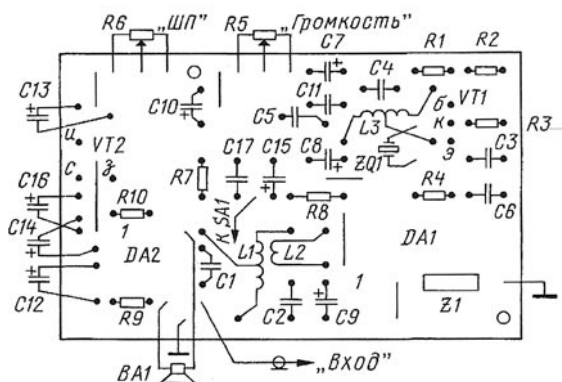 R6 „ШП"
R5 „Громкость"
C7
R1
R2
C13
C10
C11
C4
C5
б
VT1
к
R3
L3
и
VT2
C17
C15
C8
ZQ1
э
C3
с
з
R7
C16
R10
К SA1
R8
R4
C6
C14
1
L1
L2
DA1
DA2
C1
1
C12
R9
C2
C9
Z1
„Вход"
BA1